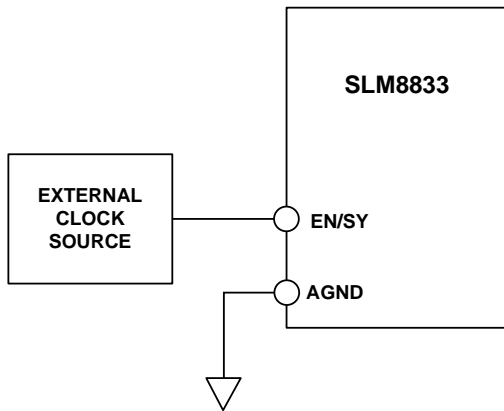 SLM8833
EXTERNAL
CLOCK
SOURCE
EN/SY
AGND